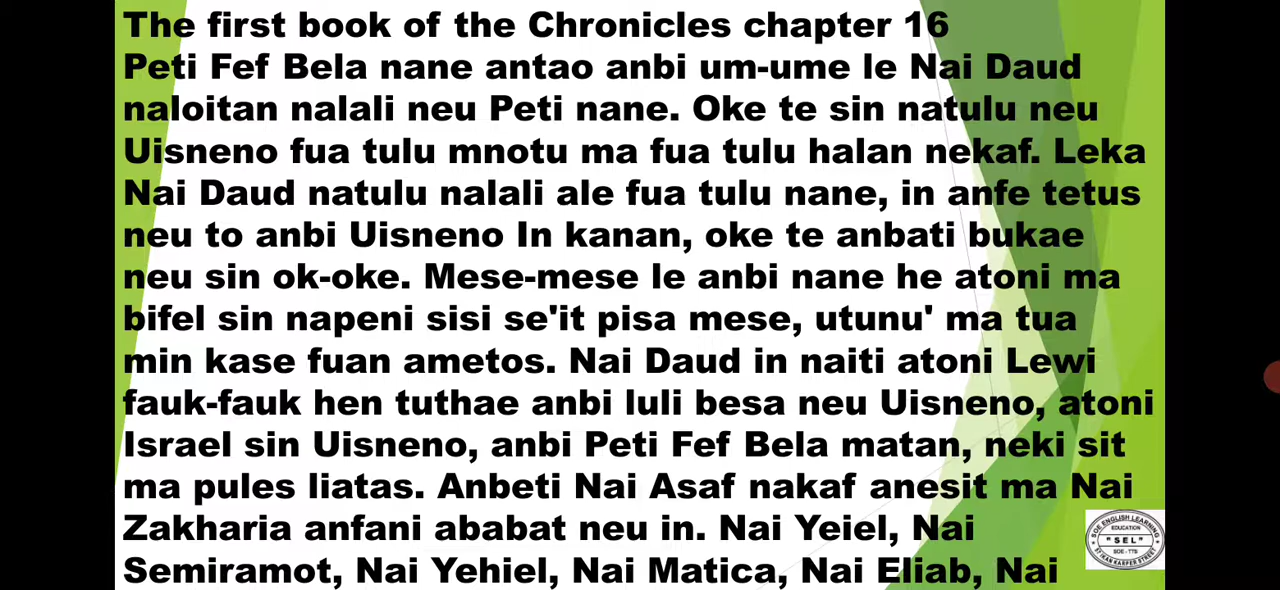 The first book of the Chronicles chapter 16
Peti Fef Bela nane antao anbi um-ume le Nai Daud
naloitan nalali neu Peti nane. Oke te sin natulu neu
Uisneno fua tulu mnotu ma fua tulu halan nekaf. Leka
Nai Daud natulu nalali ale fua tulu nane, in anfe tetus
neu to anbi Uisneno In kanan, oke te anbati bukae
neu sin ok-oke. Mese-mese le anbi nane he atoni ma
bifel sin napeni sisi se'it pisa mese, utunu' ma tua
min kase fuan ametos. Nai Daud in naiti atoni Lewi
fauk-fauk hen tuthae anbi luli besa neu Uisneno, atoni
Israel sin Uisneno, anbi Peti Fef Bela matan, neki sit
ma pules liatas. Anbeti Nai Asaf nakaf anesit ma Nai
Zakharia anfani ababat neu in. Nai Yeiel, Nai
Semiramot, Nai Yehiel, Nai Matica, Nai Eliab, Nai
SOE ENGLISH LEARNING
EDUCATION
"SEL"
SOE - TTS